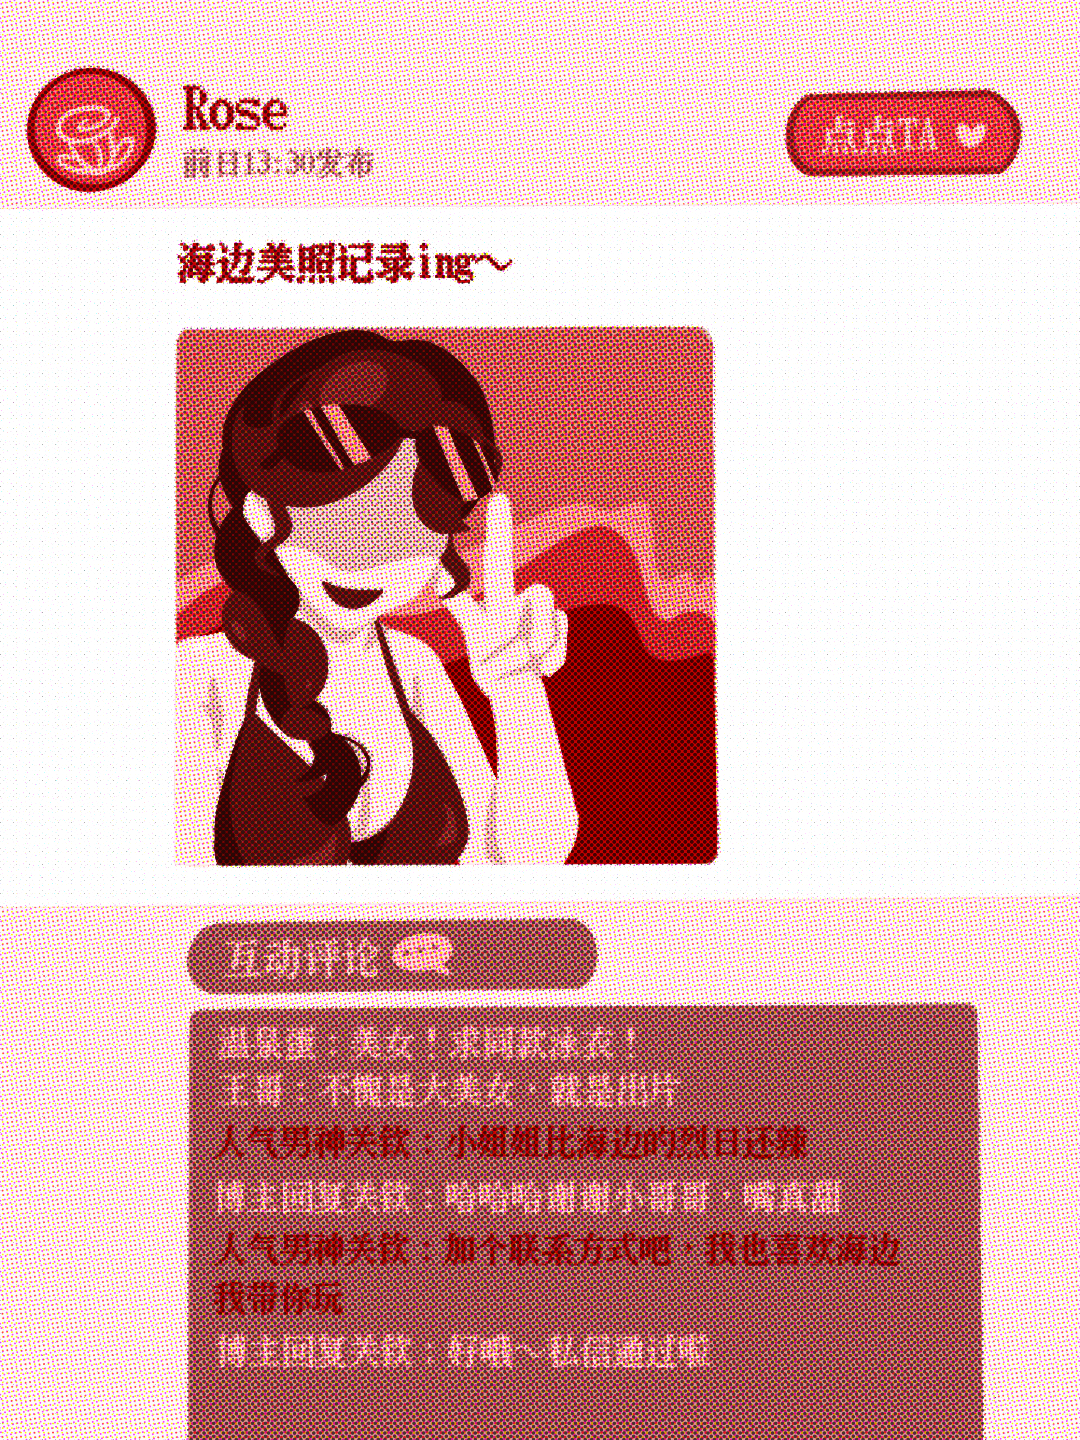 Rose
前日13:30发布
点点TA
海边美照记录ing～
互动评论
温泉蛋：美女！求同款泳衣！
王哥：不愧是大美女，就是出片
人气男神关钦：小姐姐比海边的烈日还辣
博主回复关钦：哈哈哈谢谢小哥哥，嘴真甜
人气男神关钦：加个联系方式吧，我也喜欢海边
我带你玩
博主回复关钦：好哦～私信通过啦